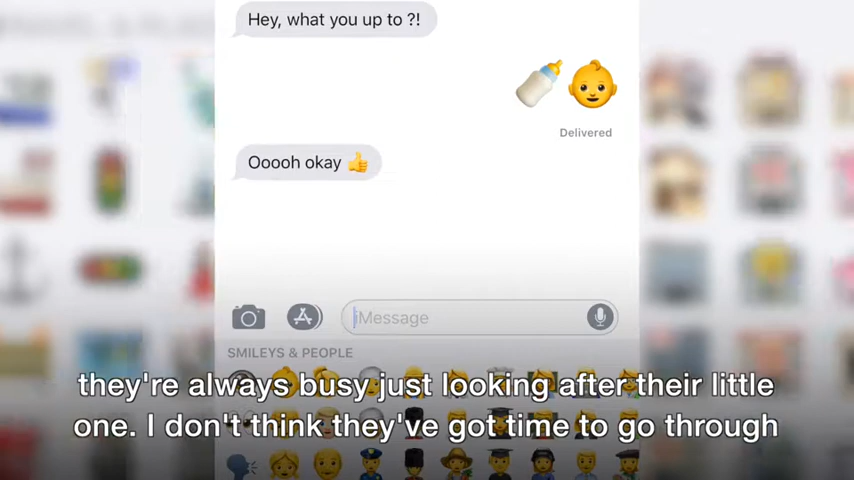 Hey, what you up to ?!
🍼👶
Delivered
Ooooh okay 👍
iMessage
SMILEYS & PEOPLE
they're always busy just looking after their little
one. I don't think they've got time to go through